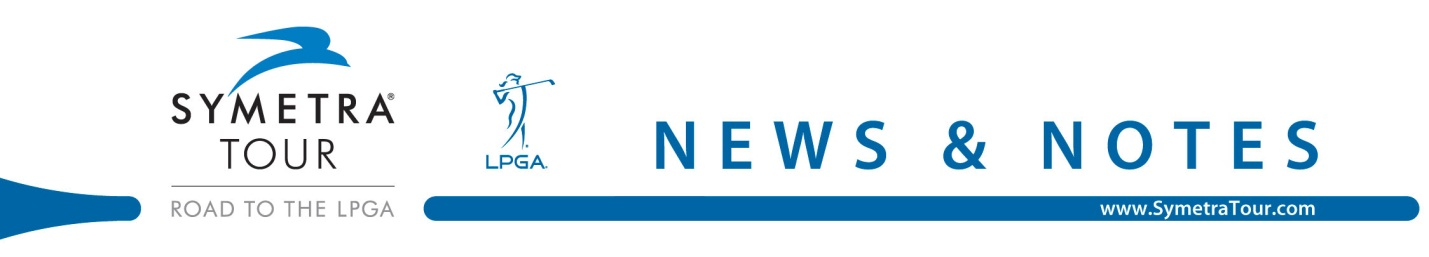 SYMETRA®
TOUR
ROAD TO THE LPGA
LPGA.
NEWS & NOTES
www.SymetraTour.com